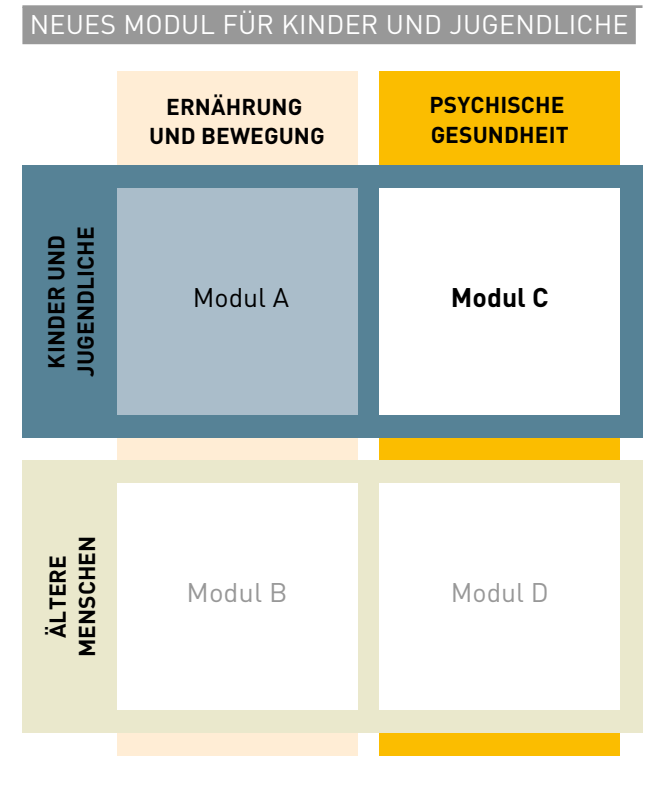 NEUES MODUL FÜR KINDER UND JUGENDLICHE
ERNÄHRUNG
UND BEWEGUNG
PSYCHISCHE
GESUNDHEIT
KINDER UND
JUGENDLICHE
Modul A
Modul C
ÄLTERE
MENSCHEN
Modul B
Modul D